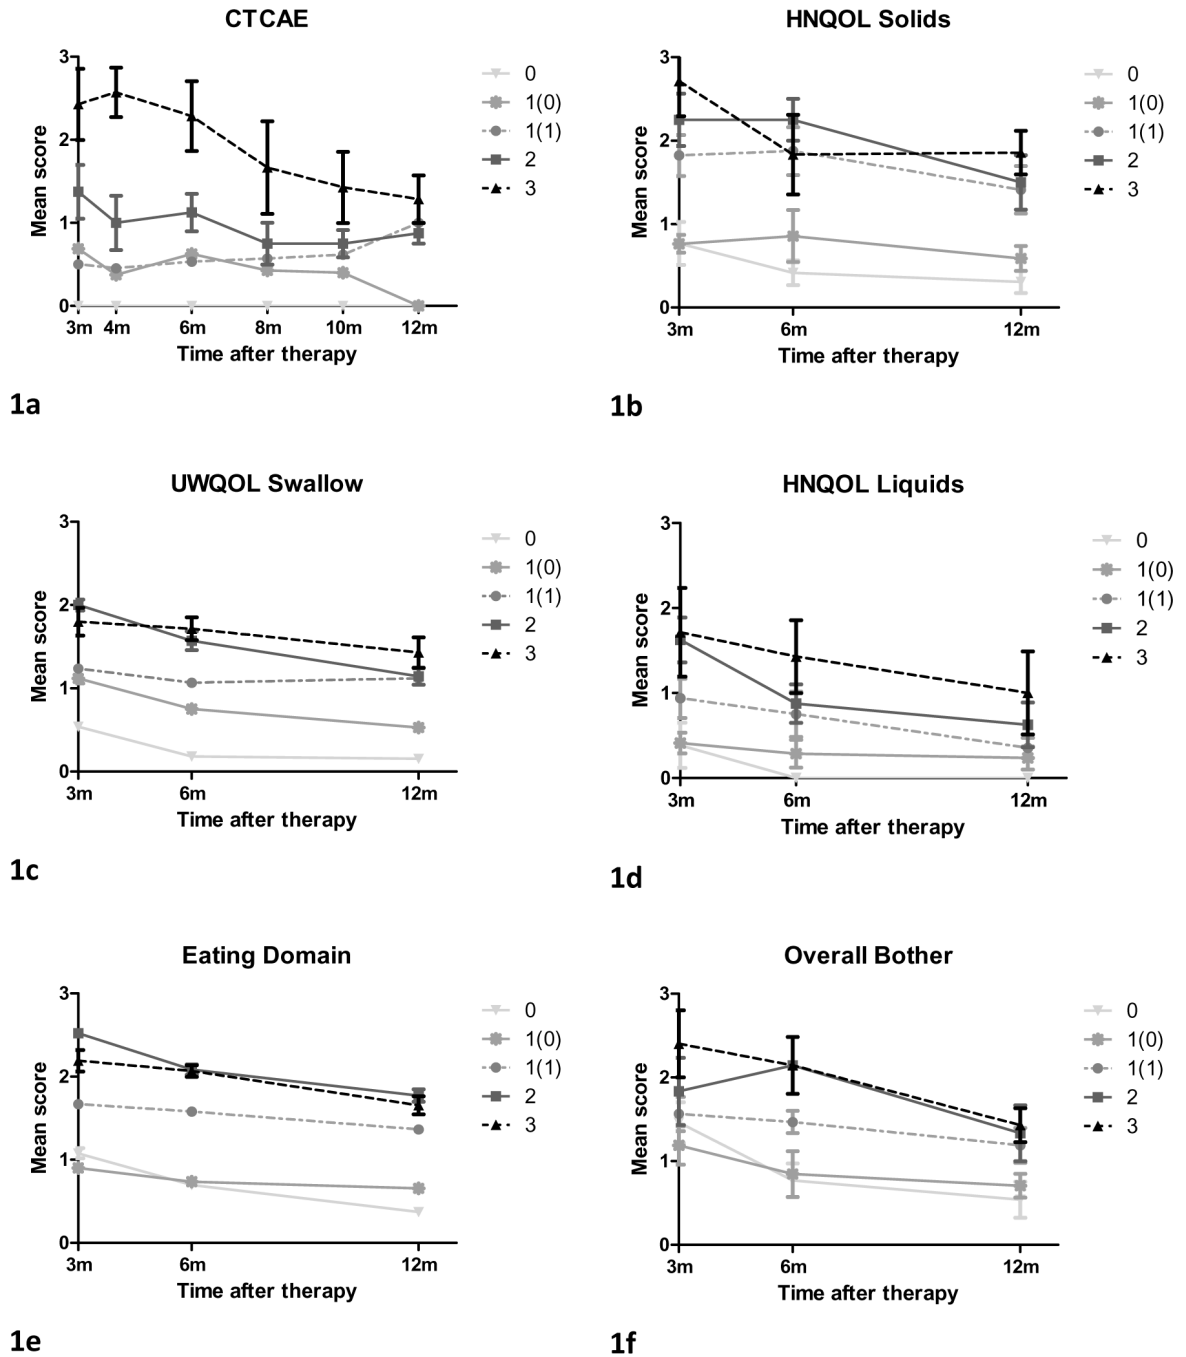 CTCAE
3
2
1
0
Mean score
3m 4m 6m 8m 10m 12m
Time after therapy
0
1(0)
1(1)
2
3
1a
HNQOL Solids
3
2
1
0
Mean score
3m 6m 12m
Time after therapy
0
1(0)
1(1)
2
3
1b
UWQOL Swallow
3
2
1
0
Mean score
3m 6m 12m
Time after therapy
0
1(0)
1(1)
2
3
1c
HNQOL Liquids
3
2
1
0
Mean score
3m 6m 12m
Time after therapy
0
1(0)
1(1)
2
3
1d
Eating Domain
3
2
1
0
Mean score
3m 6m 12m
Time after therapy
0
1(0)
1(1)
2
3
1e
Overall Bother
3
2
1
0
Mean score
3m 6m 12m
Time after therapy
0
1(0)
1(1)
2
3
1f